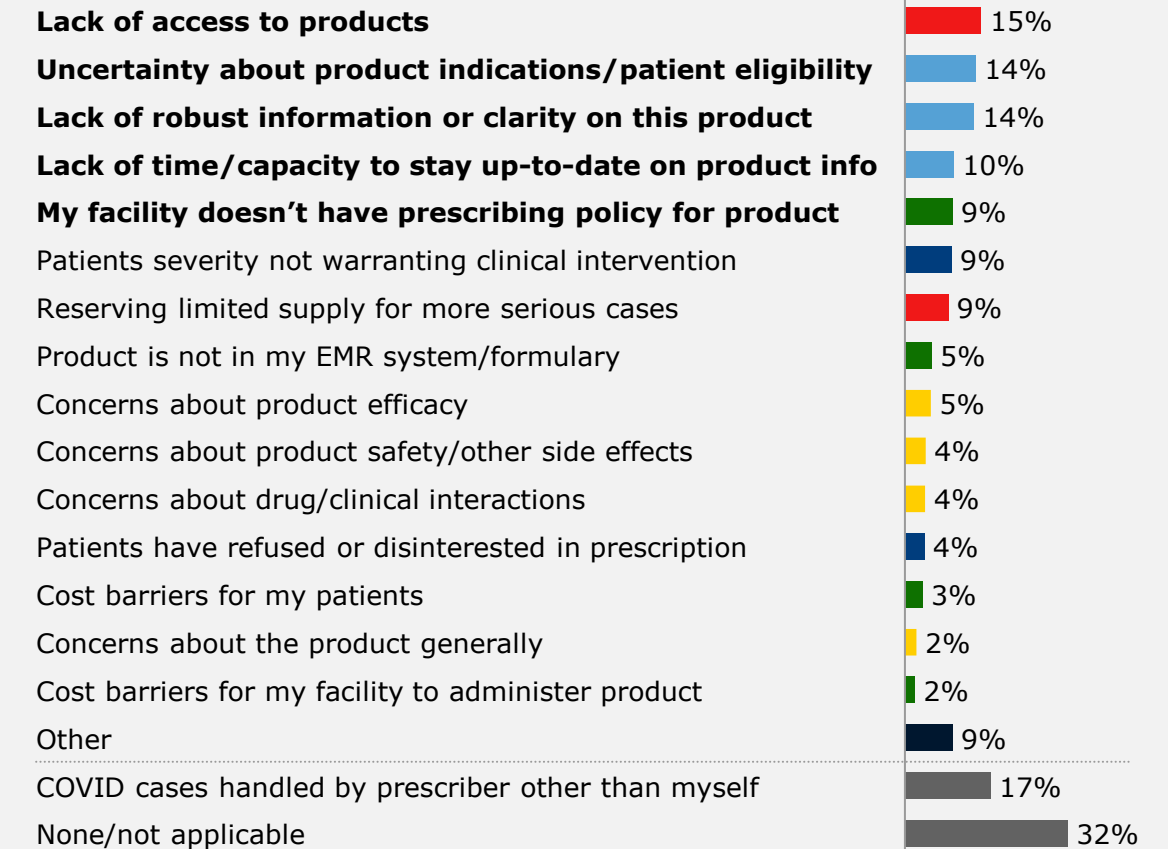 Lack of access to products 15%
Uncertainty about product indications/patient eligibility 14%
Lack of robust information or clarity on this product 14%
Lack of time/capacity to stay up-to-date on product info 10%
My facility doesn’t have prescribing policy for product 9%
Patients severity not warranting clinical intervention 9%
Reserving limited supply for more serious cases 9%
Product is not in my EMR system/formulary 5%
Concerns about product efficacy 5%
Concerns about product safety/other side effects 4%
Concerns about drug/clinical interactions 4%
Patients have refused or disinterested in prescription 4%
Cost barriers for my patients 3%
Concerns about the product generally 2%
Cost barriers for my facility to administer product 2%
Other 9%
COVID cases handled by prescriber other than myself 17%
None/not applicable 32%